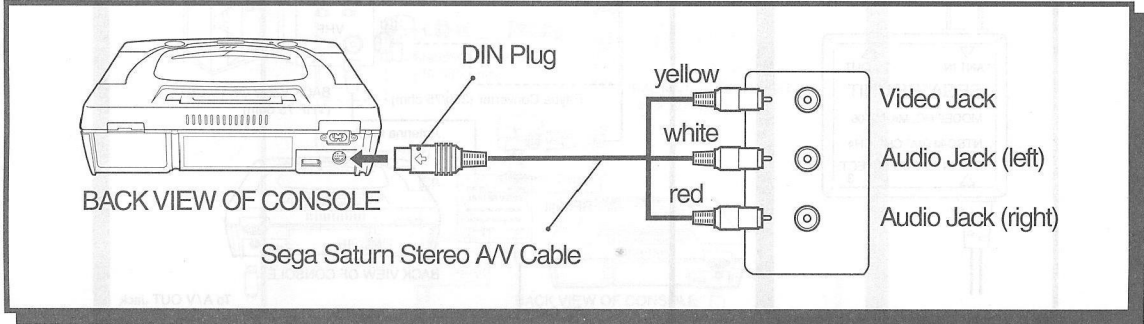 DIN Plug
yellow
Video Jack
white
Audio Jack (left)
BACK VIEW OF CONSOLE
red
Audio Jack (right)
Sega Saturn Stereo A/V Cable